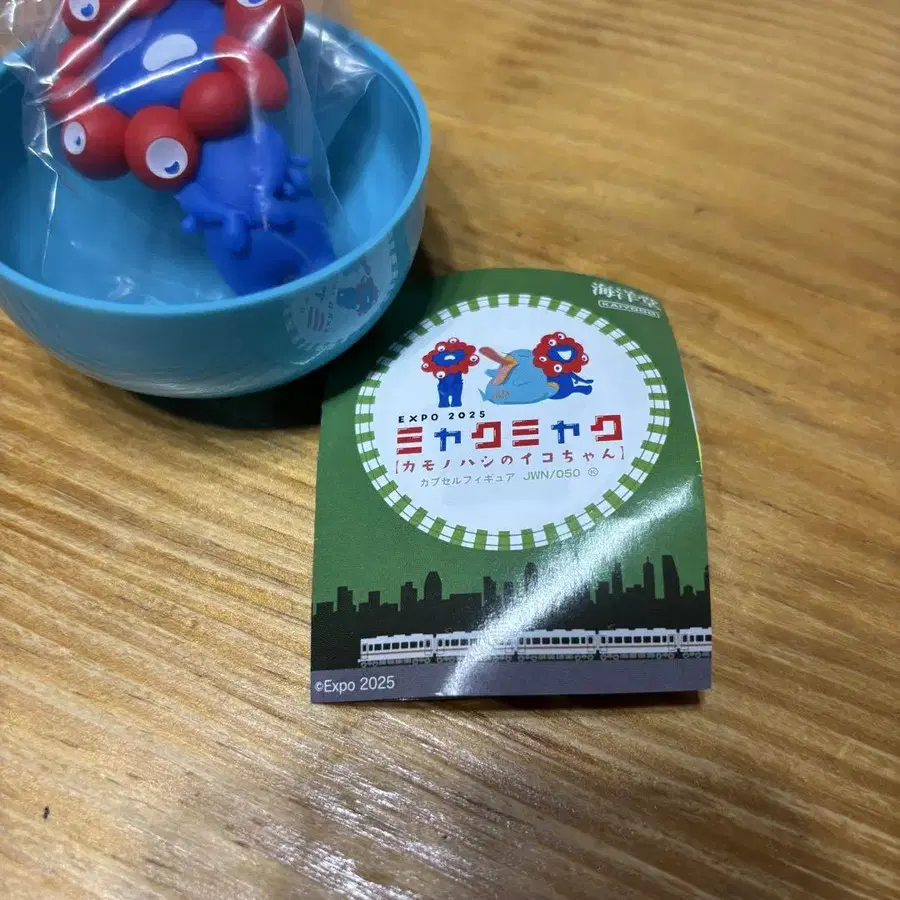 海洋堂
KAIYODO
EXPO 2025
ミャクミャク
【カモノハシのイコちゃん】
カプセルフィギュア JWN/050 Ⓚ
©Expo 2025